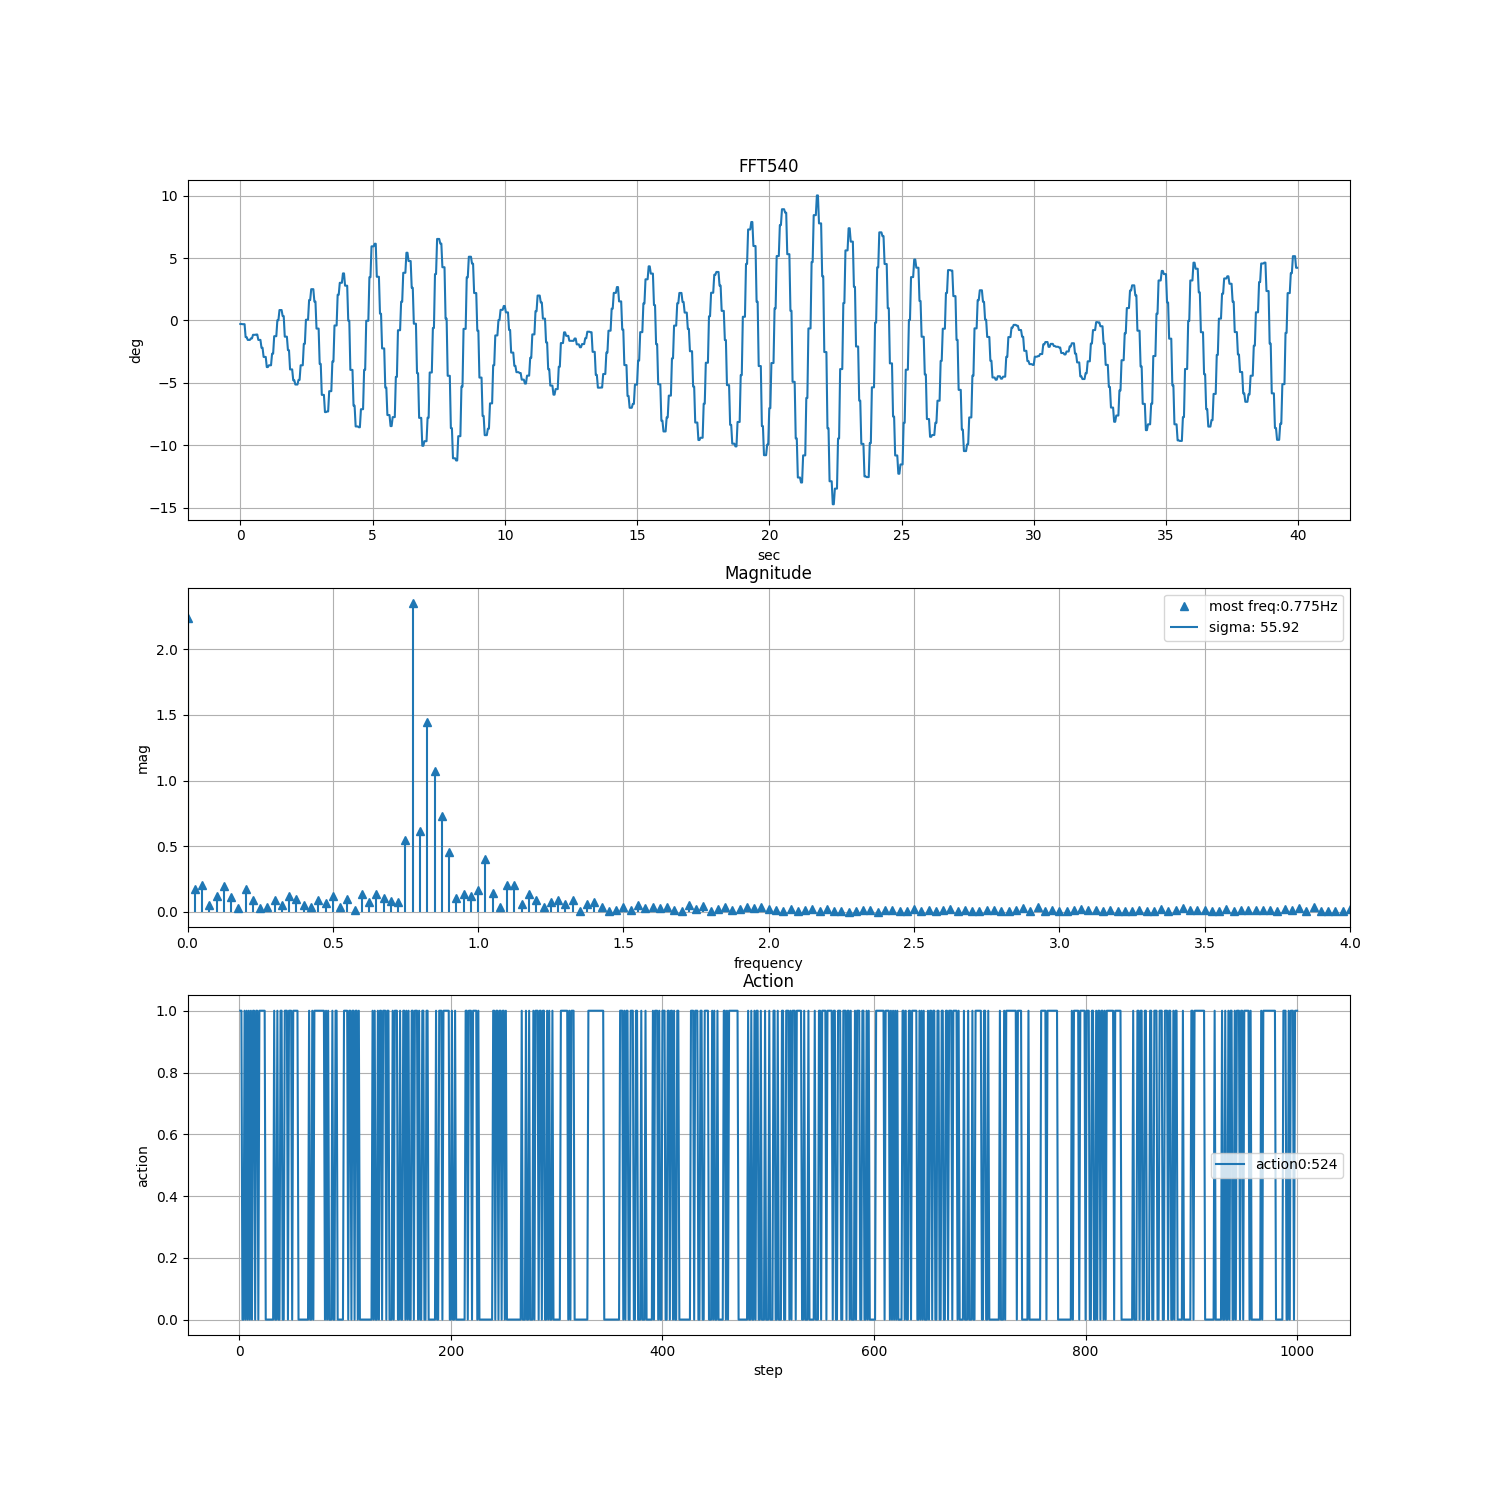 FFT540
10
5
0
−5
−10
−15
deg
0 5 10 15 20 25 30 35 40
sec
Magnitude
most freq:0.775Hz
sigma: 55.92
2.0
1.5
1.0
0.5
0.0
mag
0.0 0.5 1.0 1.5 2.0 2.5 3.0 3.5 4.0
frequency
Action
1.0
0.8
0.6
0.4
0.2
0.0
action
action0:524
0 200 400 600 800 1000
step